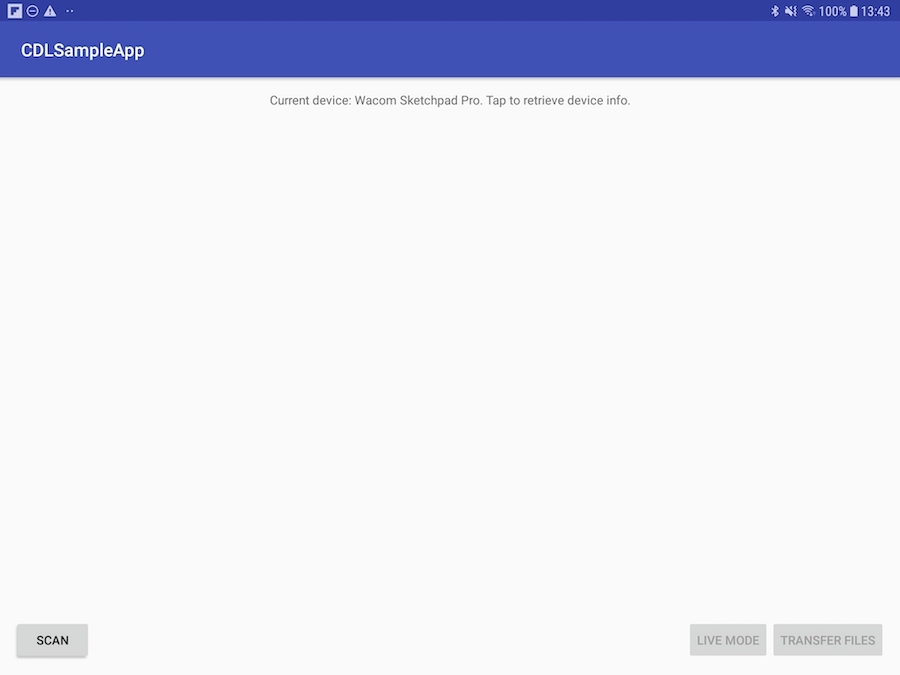 100% 13:43
CDLSampleApp
Current device: Wacom Sketchpad Pro. Tap to retrieve device info.
SCAN
LIVE MODE
TRANSFER FILES